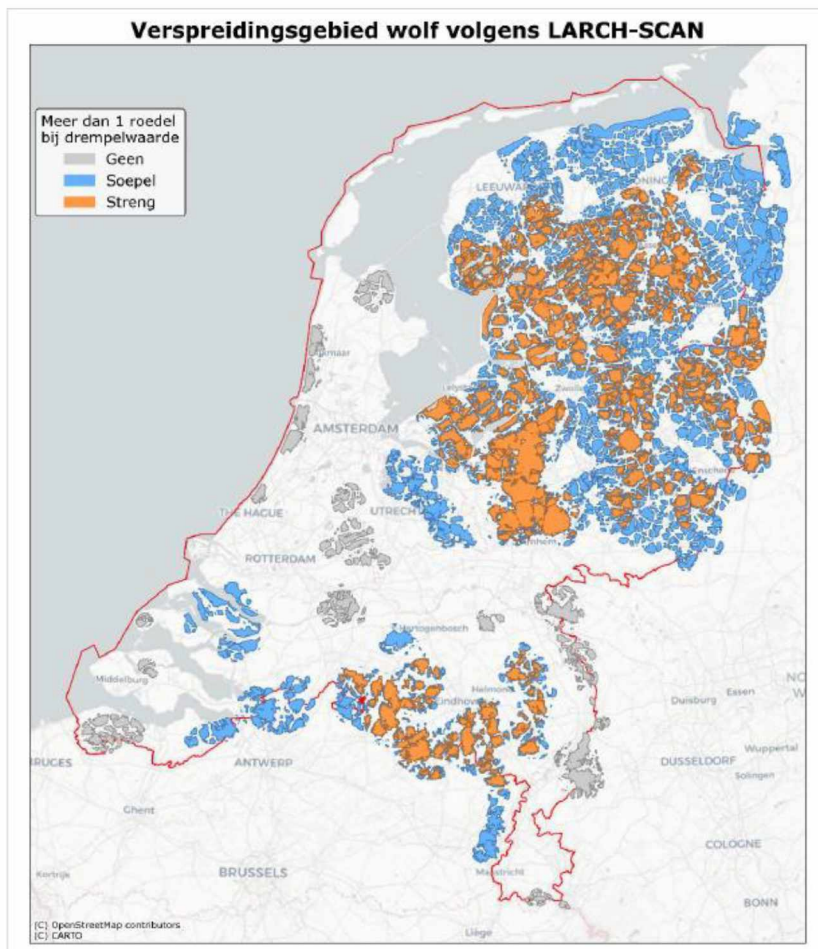 Verspreidingsgebied wolf volgens LARCH-SCAN
Meer dan 1 roedel
bij drempelwaarde
Geen
Soepel
Streng
AMSTERDAM
THE HAGUE
UTRECHT
ROTTERDAM
Middelburg
Helmond
Duisburg
Essen
DUSSELDORF
Wuppertal
Solingen
BRUGES
ANTWERP
Ghent
COLOGNE
Kortrijk
BRUSSELS
Maastricht
BONN
Liège
(C) OpenStreetMap contributors
(C) CARTO